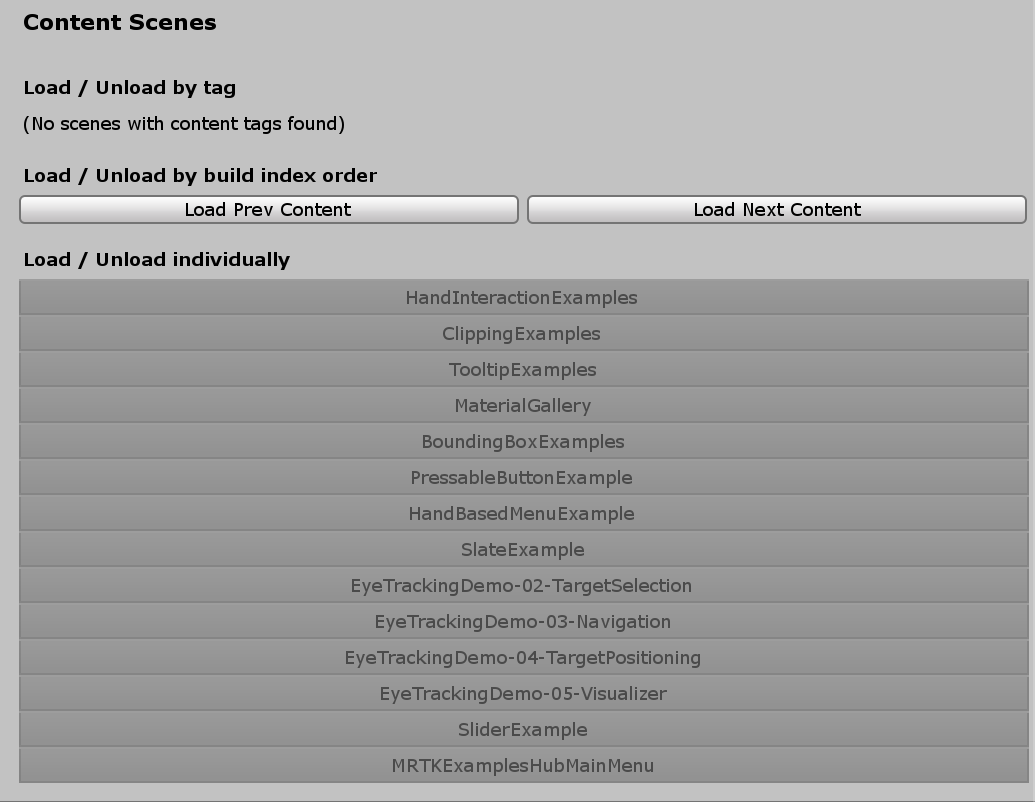 Content Scenes
Load / Unload by tag
(No scenes with content tags found)
Load / Unload by build index order
Load Prev Content
Load Next Content
Load / Unload individually
HandInteractionExamples
ClippingExamples
TooltipExamples
MaterialGallery
BoundingBoxExamples
PressableButtonExample
HandBasedMenuExample
SlateExample
EyeTrackingDemo-02-TargetSelection
EyeTrackingDemo-03-Navigation
EyeTrackingDemo-04-TargetPositioning
EyeTrackingDemo-05-Visualizer
SliderExample
MRTKExamplesHubMainMenu